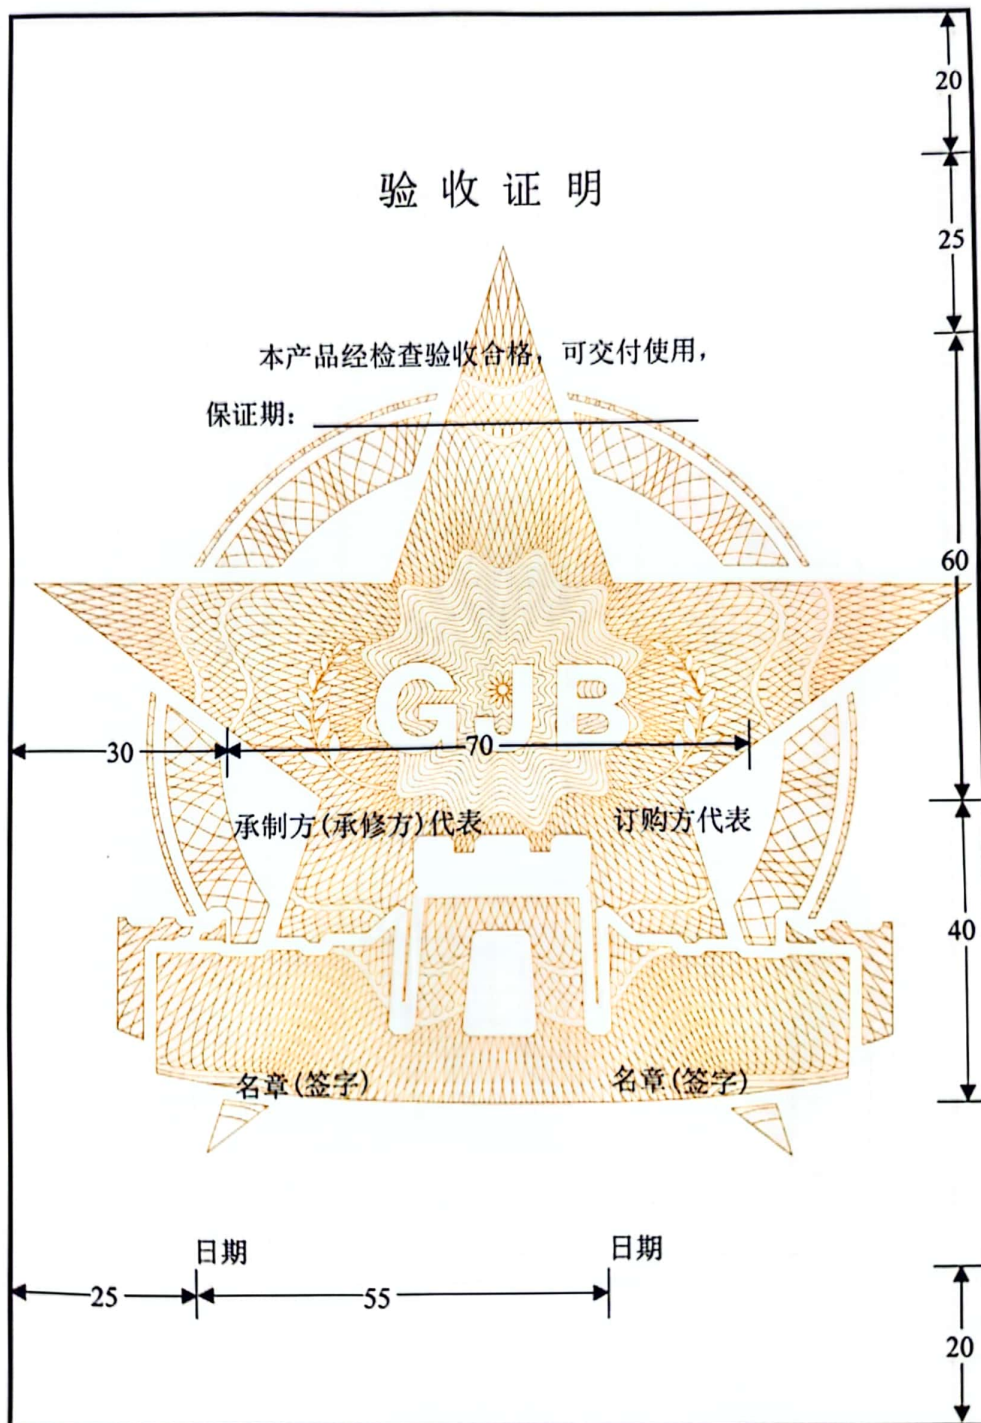 20
验收证明
25
本产品经检查验收合格，可交付使用，
保证期：
60
GJB
30
70
承制方(承修方)代表
订购方代表
40
名章(签字)
名章(签字)
日期
日期
25
55
20